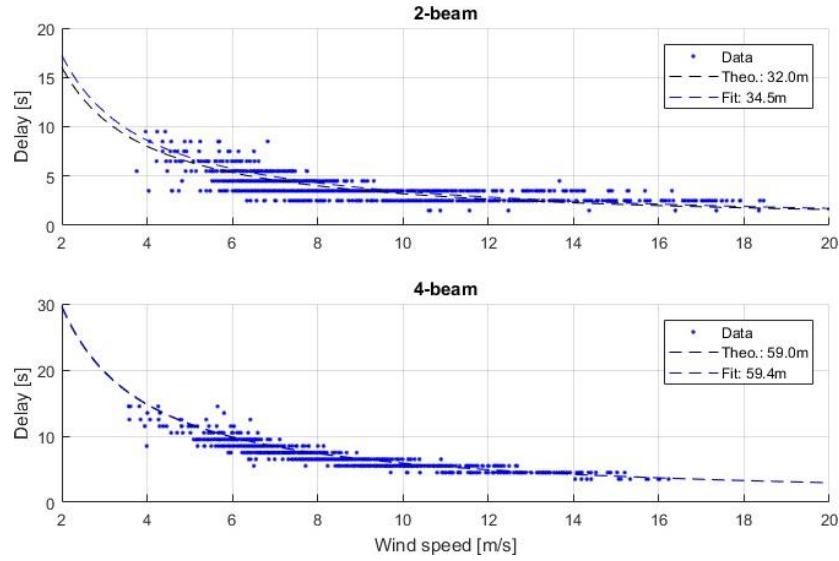 2-beam
20
15
10
5
0
Delay [s]
Data
Theo.: 32.0m
Fit: 34.5m
2 4 6 8 10 12 14 16 18 20
4-beam
30
20
10
0
Delay [s]
Data
Theo.: 59.0m
Fit: 59.4m
2 4 6 8 10 12 14 16 18 20
Wind speed [m/s]